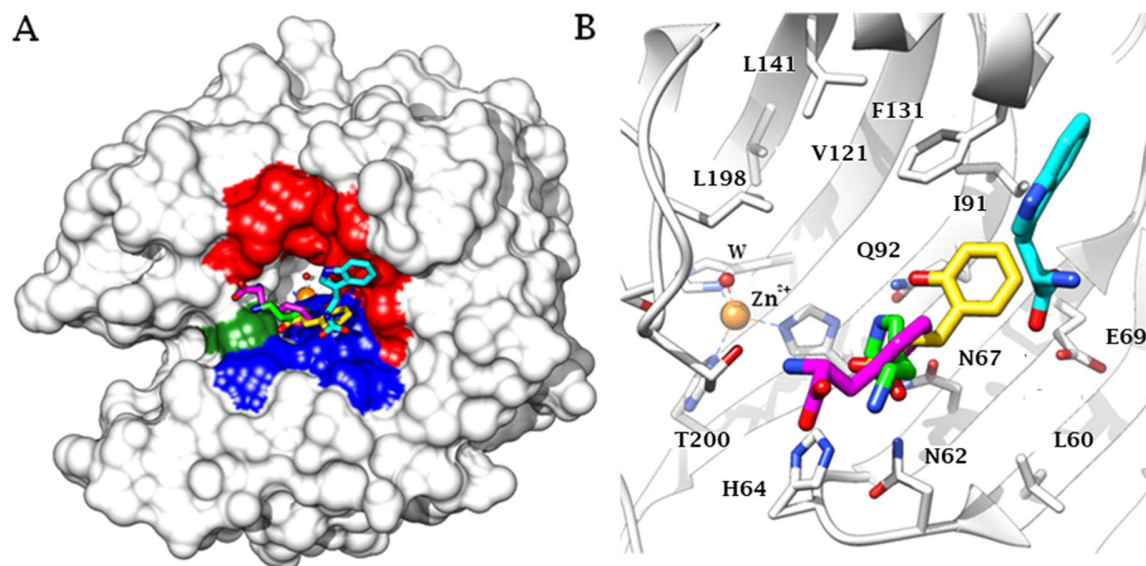 A
B
L141
F131
V121
L198
I91
W
Q92
Zn²⁺
E69
N67
T200
L60
N62
H64